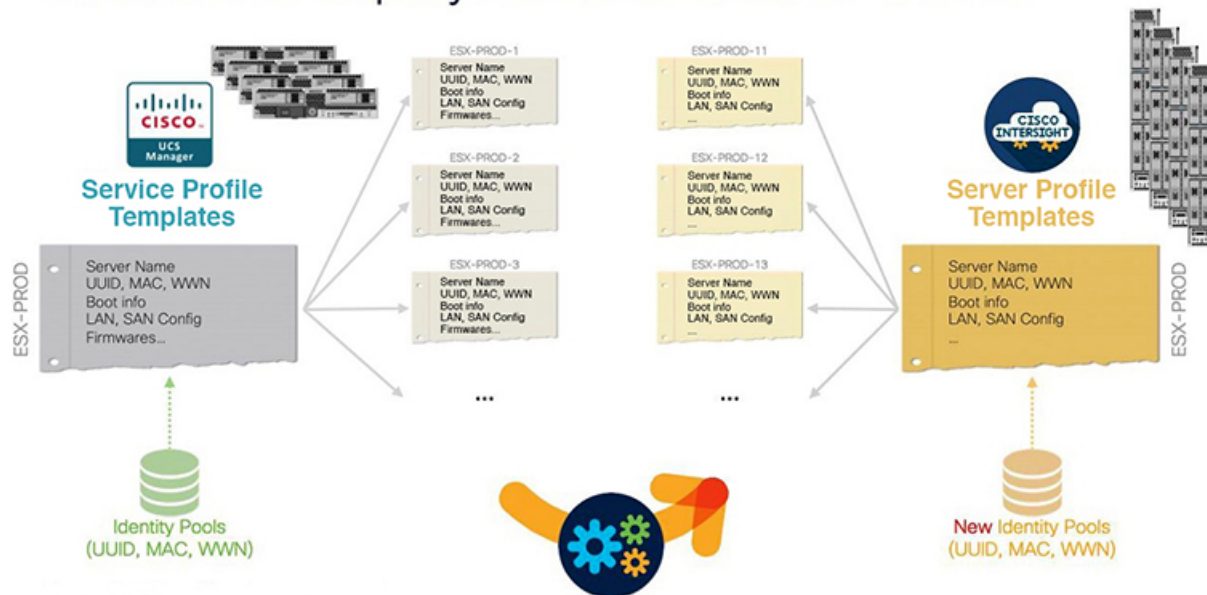 ESX-PROD-1
Server Name
UUID, MAC, WWN
Boot info
LAN, SAN Config
Firmwares...
ESX-PROD-11
Server Name
UUID, MAC, WWN
Boot info
LAN, SAN Config
...
CISCO
UCS
Manager
Service Profile
Templates
CISCO
INTERSIGHT
Server Profile
Templates
ESX-PROD-2
Server Name
UUID, MAC, WWN
Boot info
LAN, SAN Config
Firmwares...
ESX-PROD-12
Server Name
UUID, MAC, WWN
Boot info
LAN, SAN Config
...
ESX-PROD
Server Name
UUID, MAC, WWN
Boot info
LAN, SAN Config
Firmwares...
ESX-PROD-3
Server Name
UUID, MAC, WWN
Boot info
LAN, SAN Config
Firmwares...
ESX-PROD-13
Server Name
UUID, MAC, WWN
Boot info
LAN, SAN Config
...
Server Name
UUID, MAC, WWN
Boot info
LAN, SAN Config
...
ESX-PROD
...
...
Identity Pools
(UUID, MAC, WWN)
New Identity Pools
(UUID, MAC, WWN)